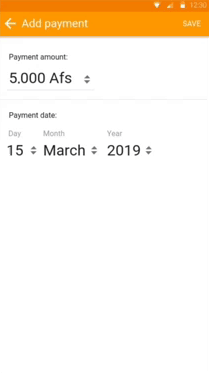 12:30
Add payment SAVE
Payment amount:
5,000 Afs
Payment date:
Day Month Year
15 March 2019